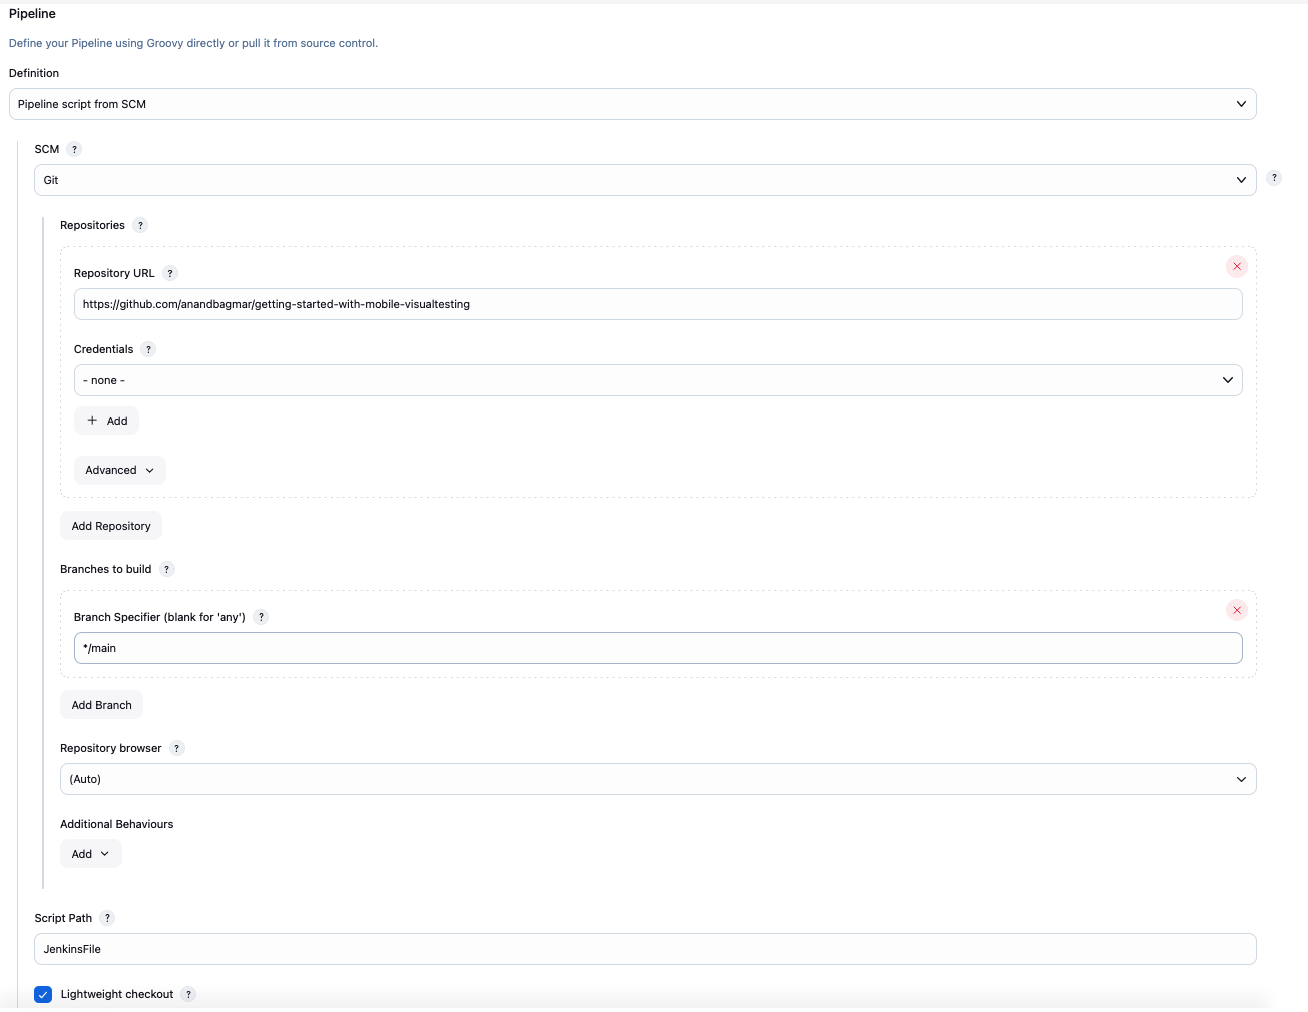 Pipeline
Define your Pipeline using Groovy directly or pull it from source control.
Definition
Pipeline script from SCM
SCM ?
Git
?
Repositories ?
Repository URL ?
https://github.com/anandbagmar/getting-started-with-mobile-visualtesting
Credentials ?
- none -
+ Add
Advanced
Add Repository
Branches to build ?
Branch Specifier (blank for 'any') ?
*/main
Add Branch
Repository browser ?
(Auto)
Additional Behaviours
Add
Script Path ?
JenkinsFile
Lightweight checkout ?